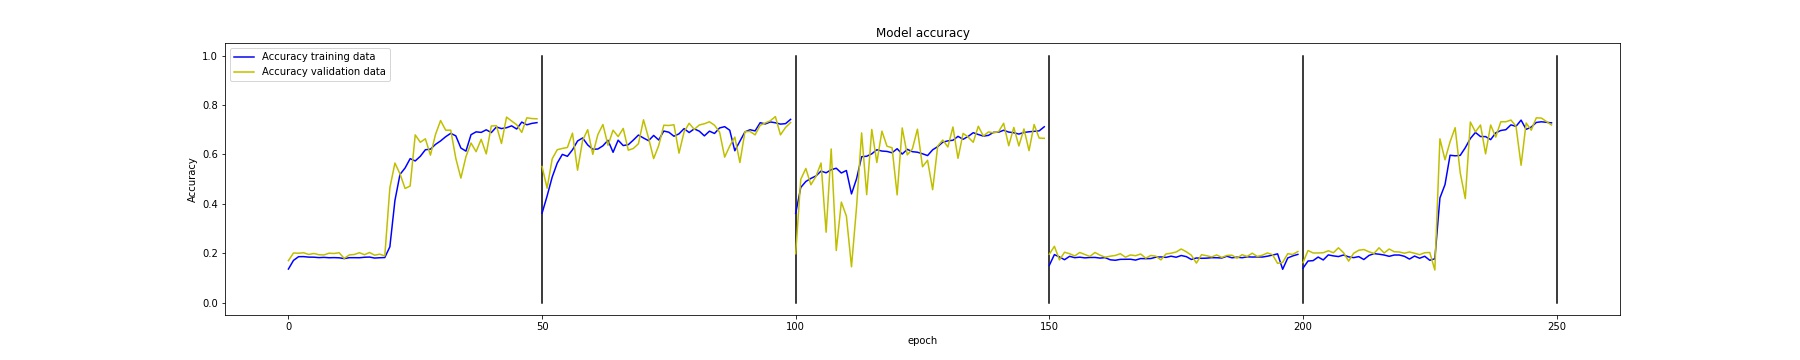 Model accuracy
Accuracy training data
Accuracy validation data
Accuracy
1.0
0.8
0.6
0.4
0.2
0.0
0 50 100 150 200 250
epoch